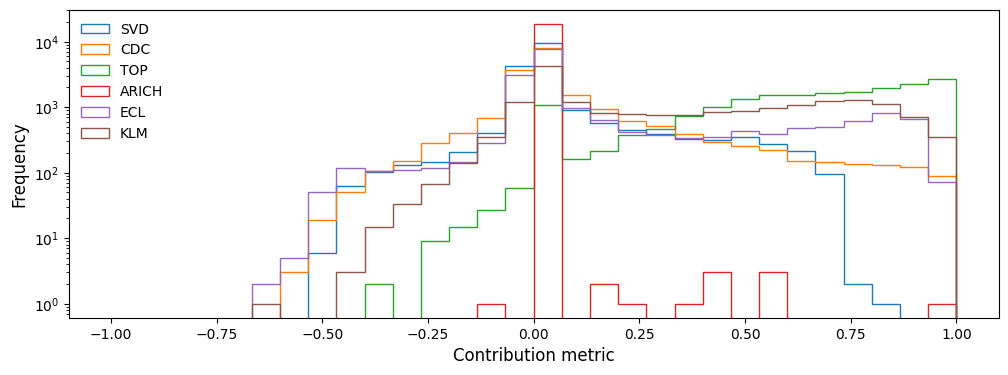 SVD
CDC
TOP
ARICH
ECL
KLM
Frequency
10⁴
10³
10²
10¹
10⁰
−1.00 −0.75 −0.50 −0.25 0.00 0.25 0.50 0.75 1.00
Contribution metric